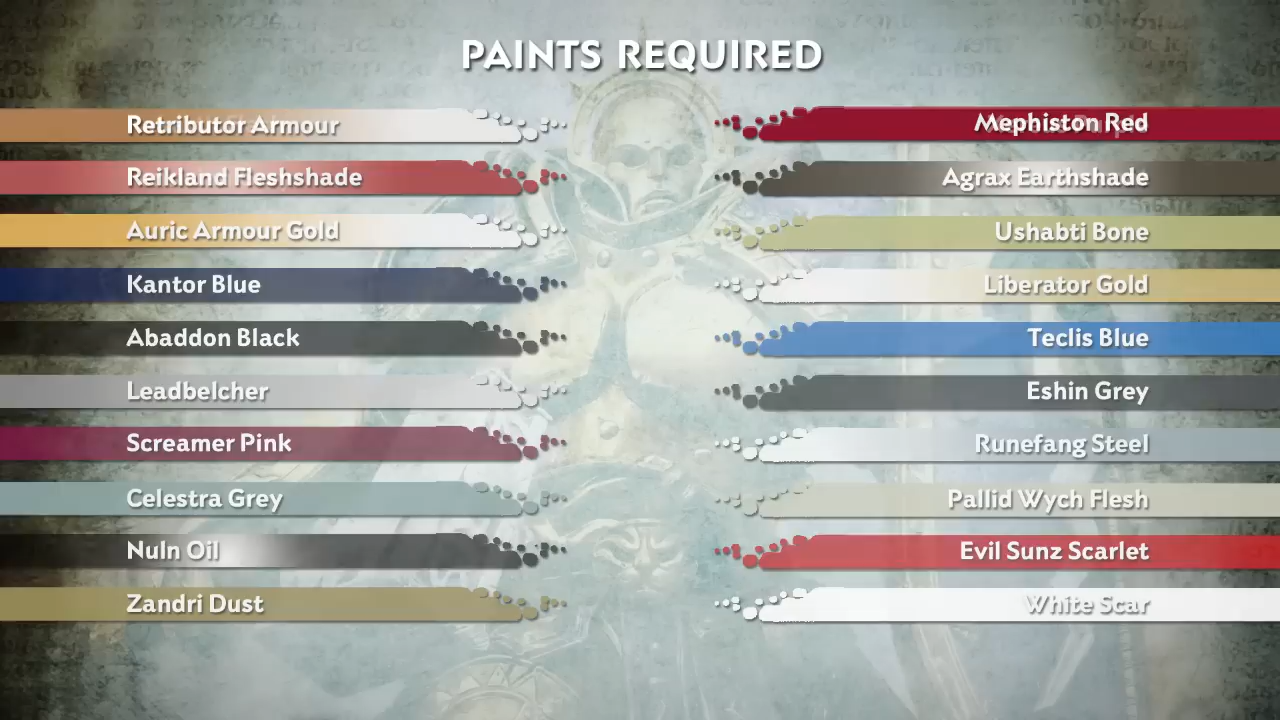 PAINTS REQUIRED
Retributor Armour
Mephiston Red
Reikland Fleshshade
Agrax Earthshade
Auric Armour Gold
Ushabti Bone
Kantor Blue
Liberator Gold
Abaddon Black
Teclis Blue
Leadbelcher
Eshin Grey
Screamer Pink
Runefang Steel
Celestra Grey
Pallid Wych Flesh
Nuln Oil
Evil Sunz Scarlet
Zandri Dust
White Scar